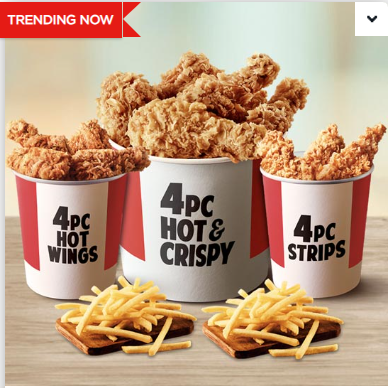 TRENDING NOW
4PC
HOT
WINGS
4PC
HOT &
CRISPY
4PC
STRIPS